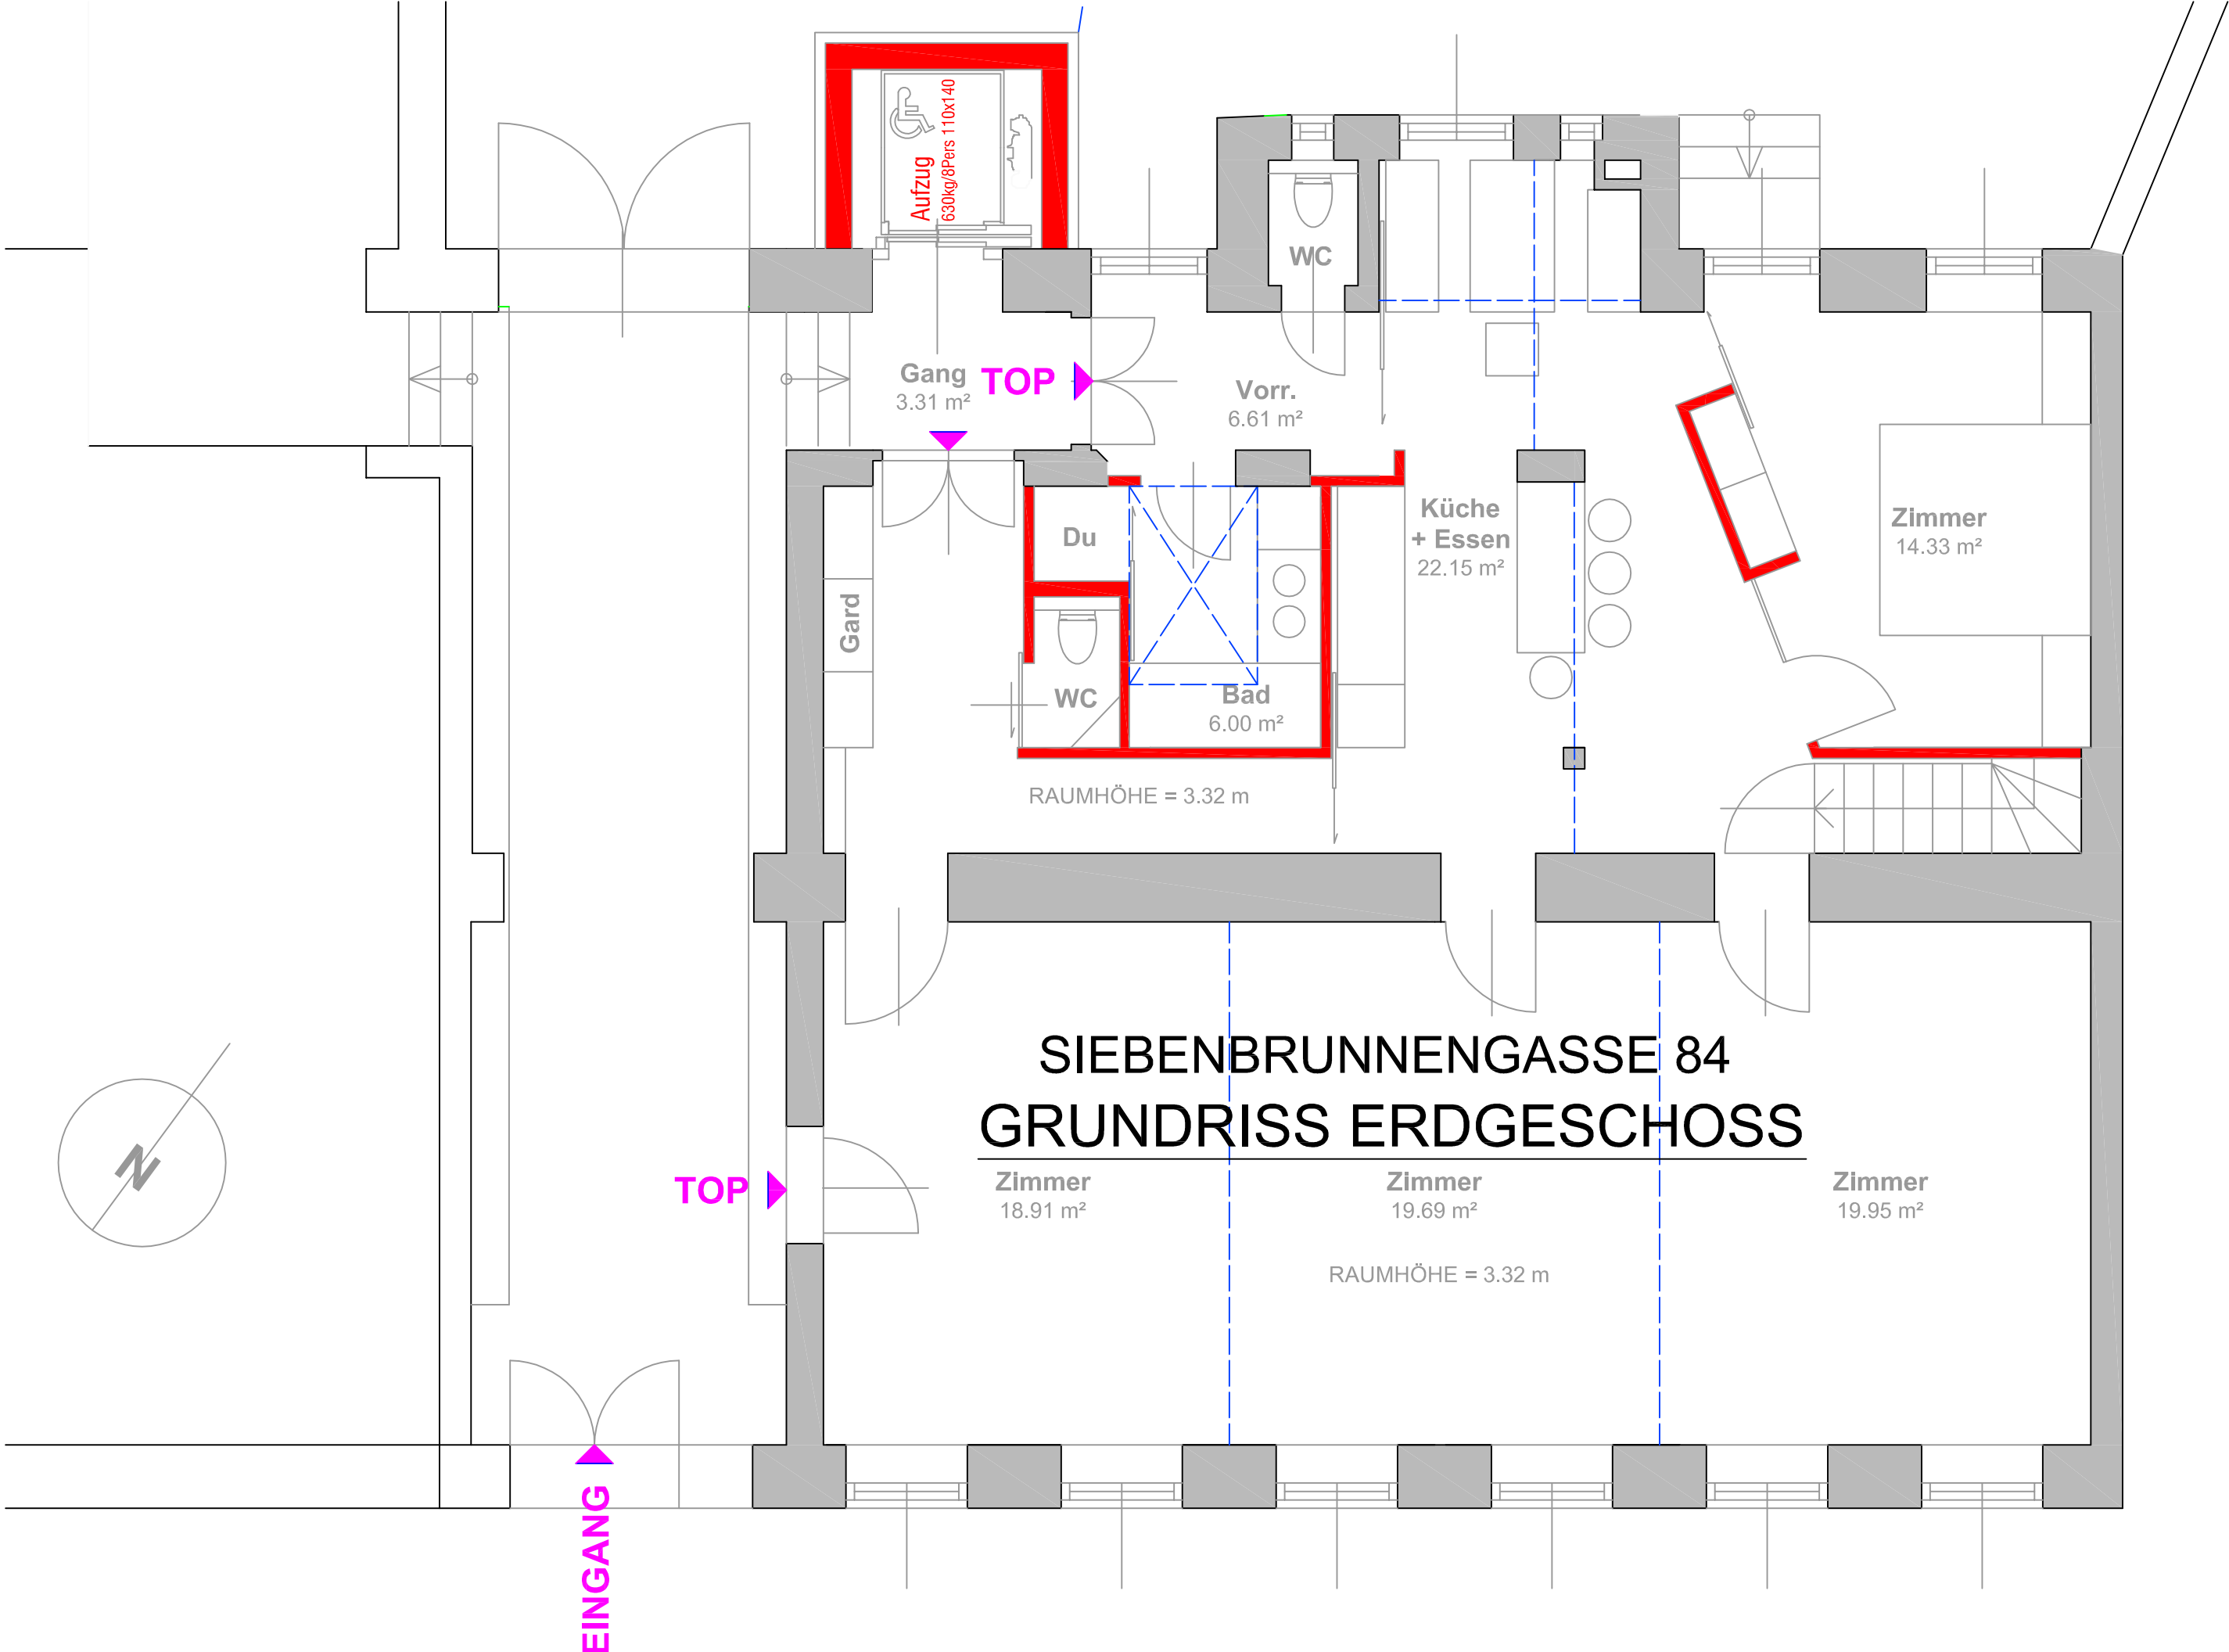 Aufzug
630kg/8Pers 110x140
WC
Gang
3.31 m²
TOP
Vorr.
6.61 m²
Küche
+ Essen
22.15 m²
Zimmer
14.33 m²
Du
Gard
WC
Bad
6.00 m²
RAUMHÖHE = 3.32 m
SIEBENBRUNNENGASSE 84
GRUNDRISS ERDGESCHOSS
N
TOP
Zimmer
18.91 m²
Zimmer
19.69 m²
Zimmer
19.95 m²
RAUMHÖHE = 3.32 m
EINGANG